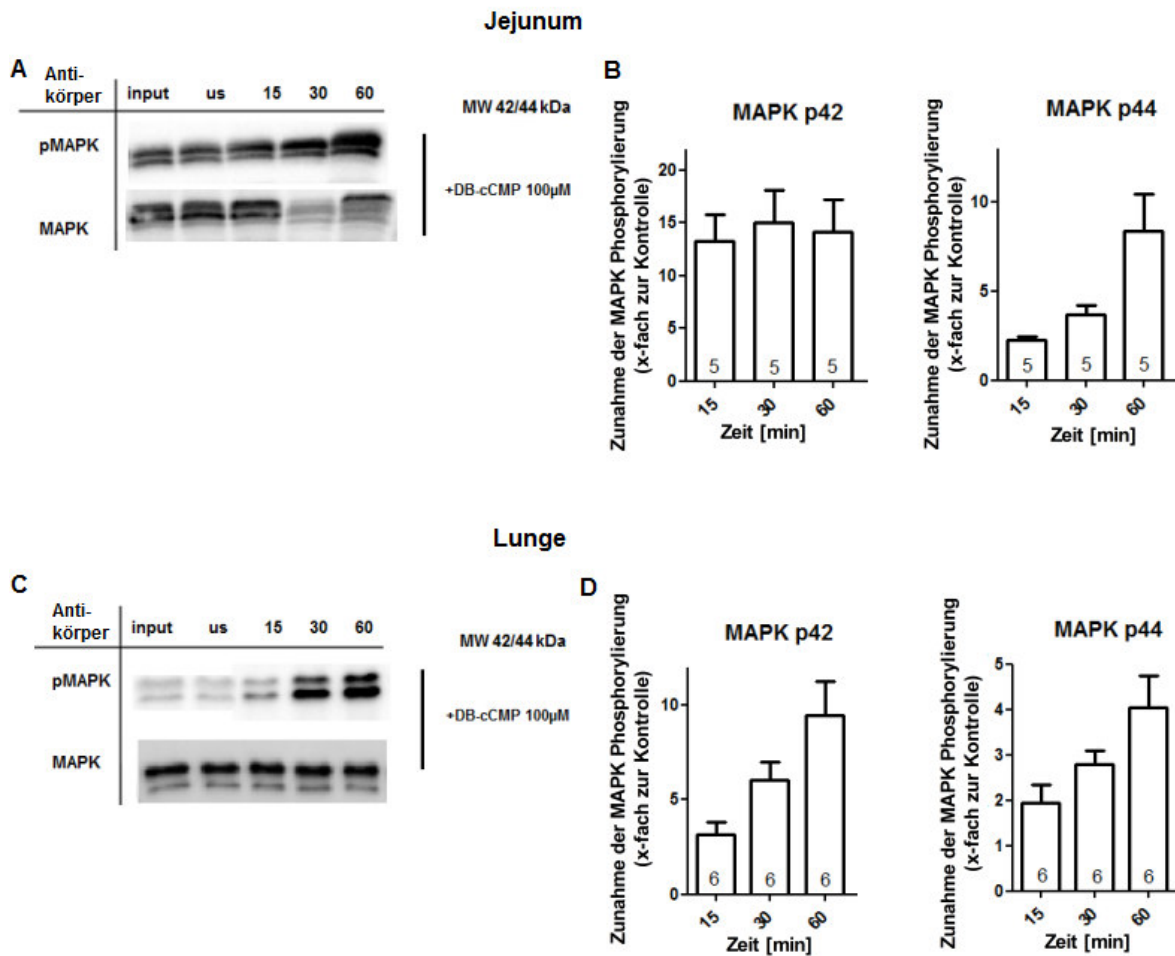 Jejunum
A
Anti-
körper
input us 15 30 60
pMAPK
MAPK
MW 42/44 kDa
+DB-cCMP 100µM
B
MAPK p42
Zunahme der MAPK Phosphorylierung
(x-fach zur Kontrolle)
20
15
10
5
0
5 5 5
15 30 60
Zeit [min]
MAPK p44
Zunahme der MAPK Phosphorylierung
(x-fach zur Kontrolle)
10
5
0
5 5 5
15 30 60
Zeit [min]
Lunge
C
Anti-
körper
input us 15 30 60
pMAPK
MAPK
MW 42/44 kDa
+DB-cCMP 100µM
D
MAPK p42
Zunahme der MAPK Phosphorylierung
(x-fach zur Kontrolle)
10
5
0
6 6 6
15 30 60
Zeit [min]
MAPK p44
Zunahme der MAPK Phosphorylierung
(x-fach zur Kontrolle)
5
4
3
2
1
0
6 6 6
15 30 60
Zeit [min]